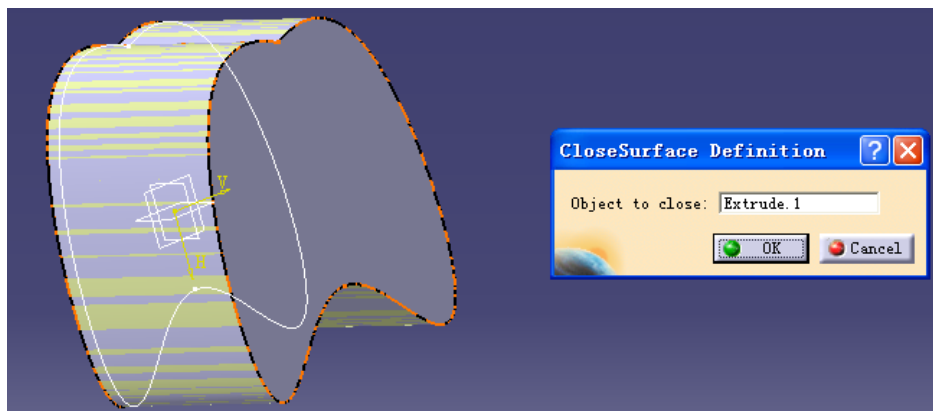 CloseSurface Definition
?
Object to close: Extrude.1
OK
Cancel
V
H